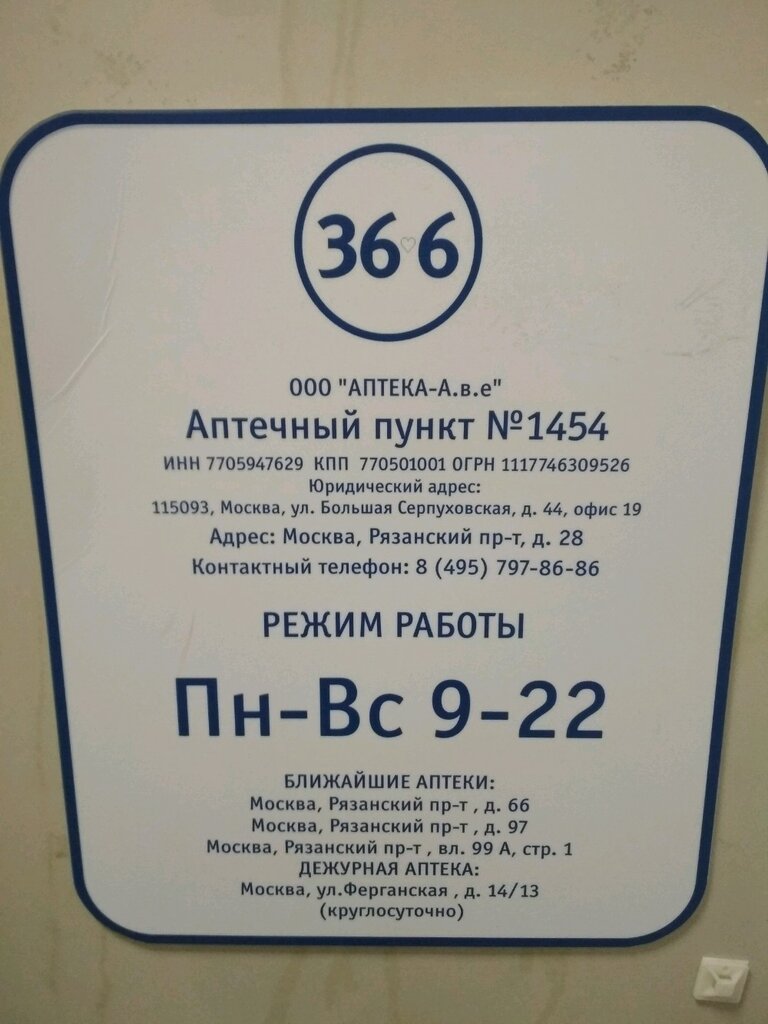 36♡6
ООО "АПТЕКА-А.в.е"
Аптечный пункт №1454
ИНН 7705947629 КПП 770501001 ОГРН 1117746309526
Юридический адрес:
115093, Москва, ул. Большая Серпуховская, д. 44, офис 19
Адрес: Москва, Рязанский пр-т, д. 28
Контактный телефон: 8 (495) 797-86-86
РЕЖИМ РАБОТЫ
Пн-Вс 9-22
БЛИЖАЙШИЕ АПТЕКИ:
Москва, Рязанский пр-т , д. 66
Москва, Рязанский пр-т , д. 97
Москва, Рязанский пр-т , вл. 99 А, стр. 1
ДЕЖУРНАЯ АПТЕКА:
Москва, ул.Ферганская , д. 14/13
(круглосуточно)